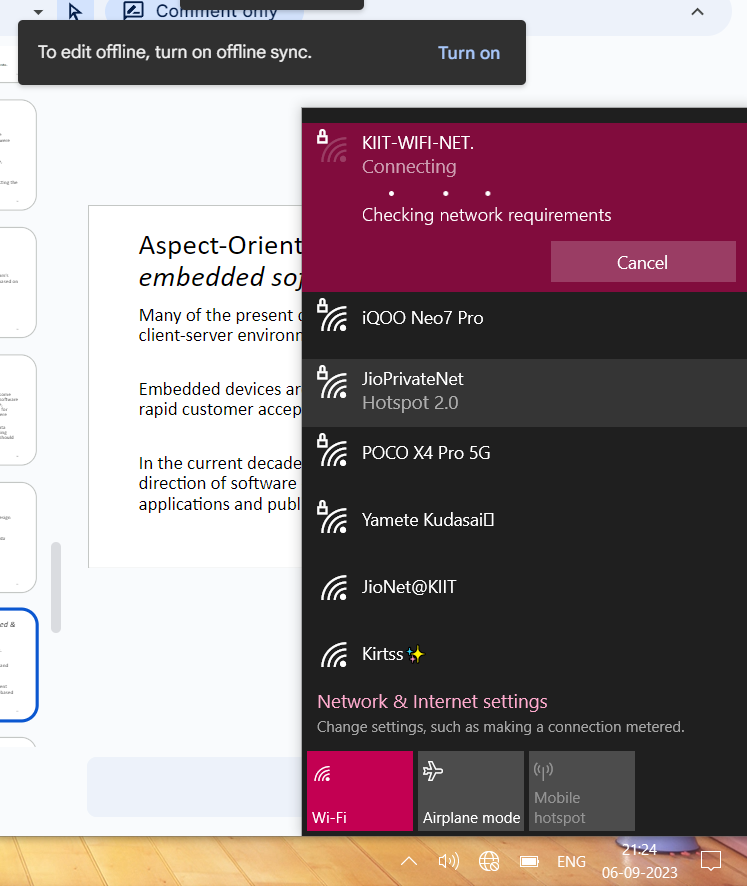 Comment only
To edit offline, turn on offline sync.
Turn on
Aspect-Orient
embedded sof
Many of the present
client-server environn
Embedded devices ar
rapid customer accep
In the current decade
direction of software
applications and publ
KIIT-WIFI-NET.
Connecting
Checking network requirements
Cancel
iQOO Neo7 Pro
JioPrivateNet
Hotspot 2.0
POCO X4 Pro 5G
Yamete Kudasai
JioNet@KIIT
Kirtss✨
Network & Internet settings
Change settings, such as making a connection metered.
Wi-Fi
Airplane mode
Mobile
hotspot
ENG
21:24
06-09-2023